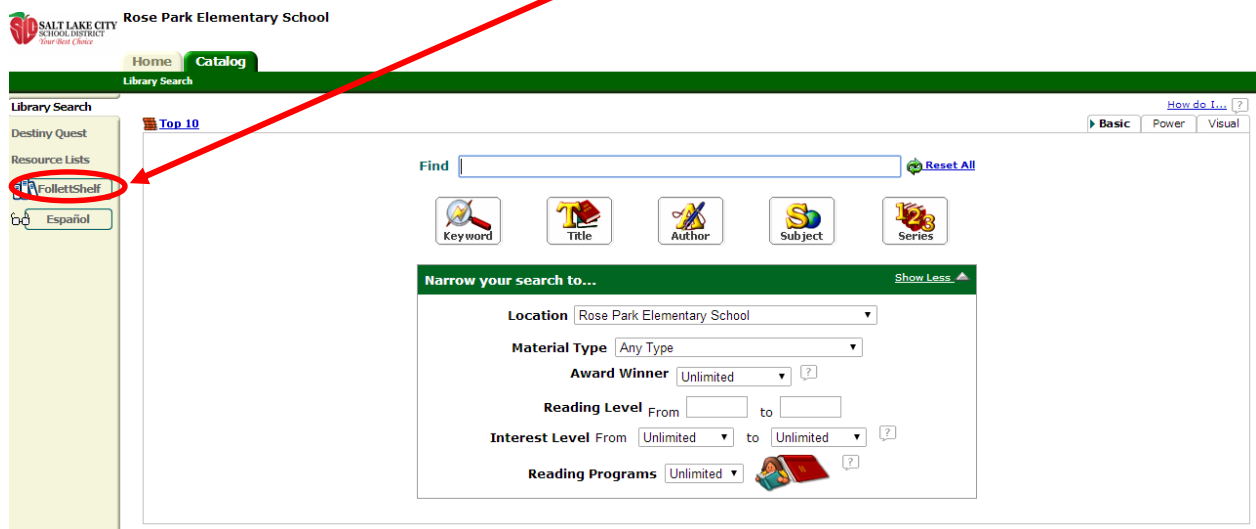 SALT LAKE CITY
SCHOOL DISTRICT
Your Best Choice
Rose Park Elementary School
Home Catalog
Library Search
Library Search
Destiny Quest
Resource Lists
FollettShelf
Español
How do I... ?
Top 10
Basic Power Visual
Find Reset All
Keyword Title Author Subject Series
Narrow your search to... Show Less
Location Rose Park Elementary School
Material Type Any Type
Award Winner Unlimited ?
Reading Level From to
Interest Level From Unlimited to Unlimited ?
Reading Programs Unlimited ?